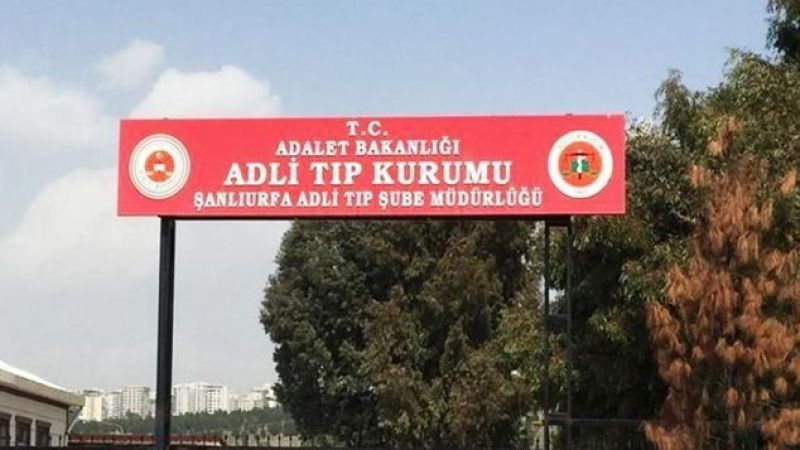 T.C.
ADALET BAKANLIĞI
ADLİ TIP KURUMU
ŞANLIURFA ADLİ TIP ŞUBE MÜDÜRLÜĞÜ